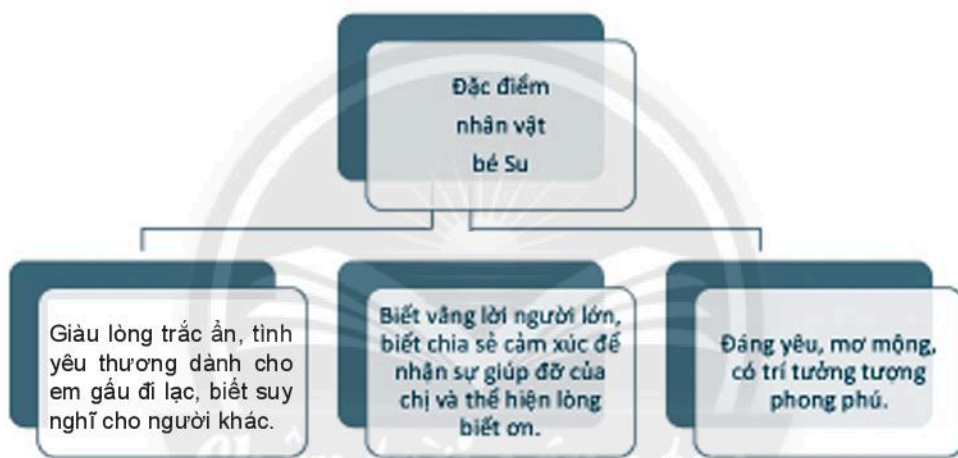 Đặc điểm
nhân vật
bé Su
Giàu lòng trắc ẩn, tình
yêu thương dành cho
em gấu đi lạc, biết suy
nghĩ cho người khác.
Biết vâng lời người lớn,
biết chia sẻ cảm xúc để
nhận sự giúp đỡ của
chị và thể hiện lòng
biết ơn.
Đáng yêu, mơ mộng,
có trí tưởng tượng
phong phú.